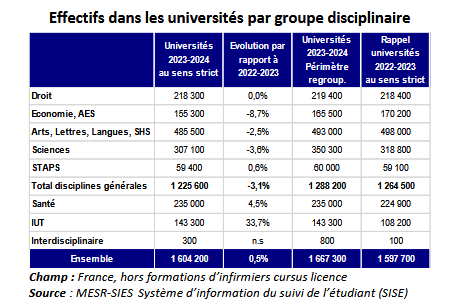 Effectifs dans les universités par groupe disciplinaire
Universités 2023-2024 au sens strict | Evolution par rapport à 2022-2023 | Universités 2023-2024 Périmètre regroup. | Rappel universités 2022-2023 au sens strict
Droit 218 300 0,0% 219 400 218 400
Economie, AES 155 300 -8,7% 165 500 170 200
Arts, Lettres, Langues, SHS 485 500 -2,5% 493 000 498 000
Sciences 307 100 -3,6% 350 300 318 800
STAPS 59 400 0,6% 60 000 59 100
Total disciplines générales 1 225 600 -3,1% 1 288 200 1 264 500
Santé 235 000 4,5% 235 000 224 900
IUT 143 300 33,7% 143 300 108 200
Interdisciplinaire 300 n.s 800 100
Ensemble 1 604 200 0,5% 1 667 300 1 597 700
Champ : France, hors formations d'infirmiers cursus licence
Source : MESR-SIES Système d'information du suivi de l'étudiant (SISE)